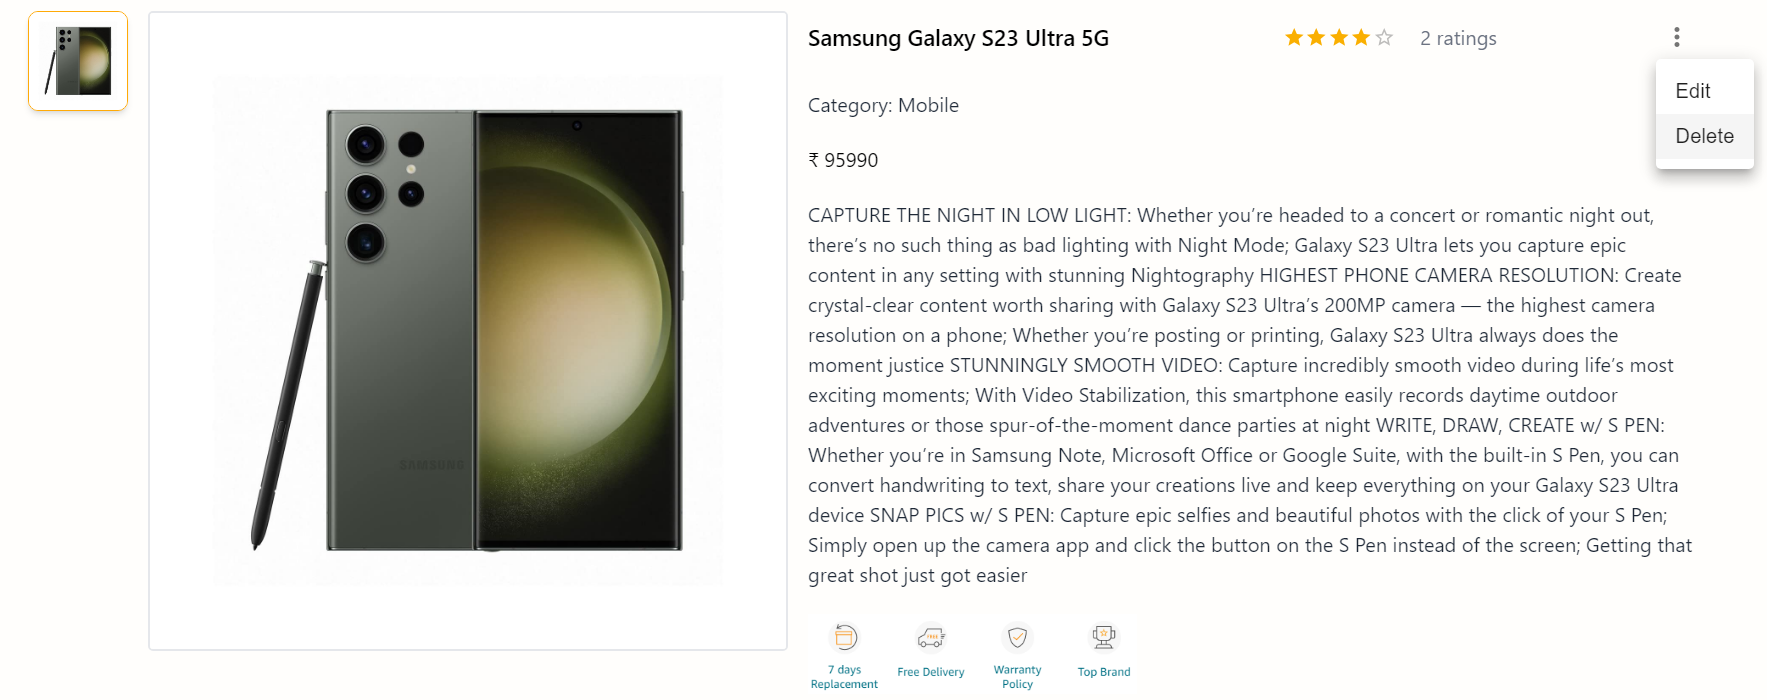 Samsung Galaxy S23 Ultra 5G
2 ratings
Edit
Delete
Category: Mobile
₹ 95990
CAPTURE THE NIGHT IN LOW LIGHT: Whether you’re headed to a concert or romantic night out,
there’s no such thing as bad lighting with Night Mode; Galaxy S23 Ultra lets you capture epic
content in any setting with stunning Nightography HIGHEST PHONE CAMERA RESOLUTION: Create
crystal-clear content worth sharing with Galaxy S23 Ultra’s 200MP camera — the highest camera
resolution on a phone; Whether you’re posting or printing, Galaxy S23 Ultra always does the
moment justice STUNNINGLY SMOOTH VIDEO: Capture incredibly smooth video during life’s most
exciting moments; With Video Stabilization, this smartphone easily records daytime outdoor
adventures or those spur-of-the-moment dance parties at night WRITE, DRAW, CREATE w/ S PEN:
Whether you’re in Samsung Note, Microsoft Office or Google Suite, with the built-in S Pen, you can
convert handwriting to text, share your creations live and keep everything on your Galaxy S23 Ultra
device SNAP PICS w/ S PEN: Capture epic selfies and beautiful photos with the click of your S Pen;
Simply open up the camera app and click the button on the S Pen instead of the screen; Getting that
great shot just got easier
SAMSUNG
FREE
7 days
Replacement
Free Delivery
Warranty
Policy
Top Brand